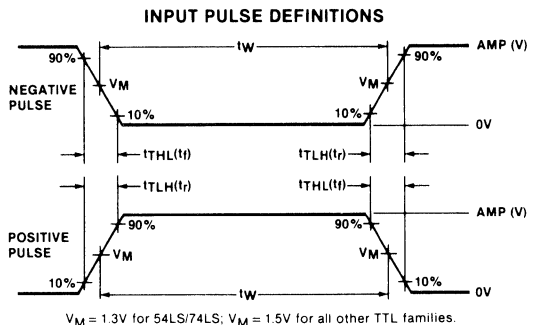 INPUT PULSE DEFINITIONS
tW
AMP (V)
90%
90%
NEGATIVE
PULSE
VM
VM
10%
10%
0V
tTHL(tf)
tTLH(tr)
tTLH(tr)
tTHL(tf)
AMP (V)
90%
90%
POSITIVE
PULSE
VM
VM
10%
10%
tW
0V
VM = 1.3V for 54LS/74LS; VM = 1.5V for all other TTL families.